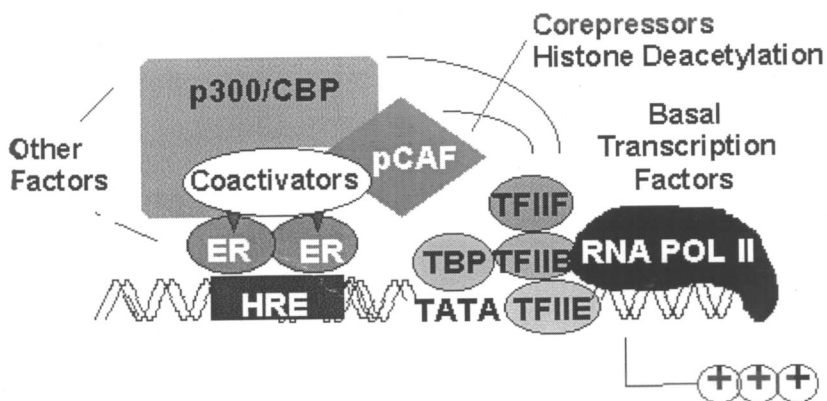 Corepressors
Histone Deacetylation
p300/CBP
Other
Factors
pCAF
Coactivators
Basal
Transcription
Factors
ER
ER
TFIIF
TBP
TFIIB
RNA POL II
HRE
TATA
TFIIE
+ + +